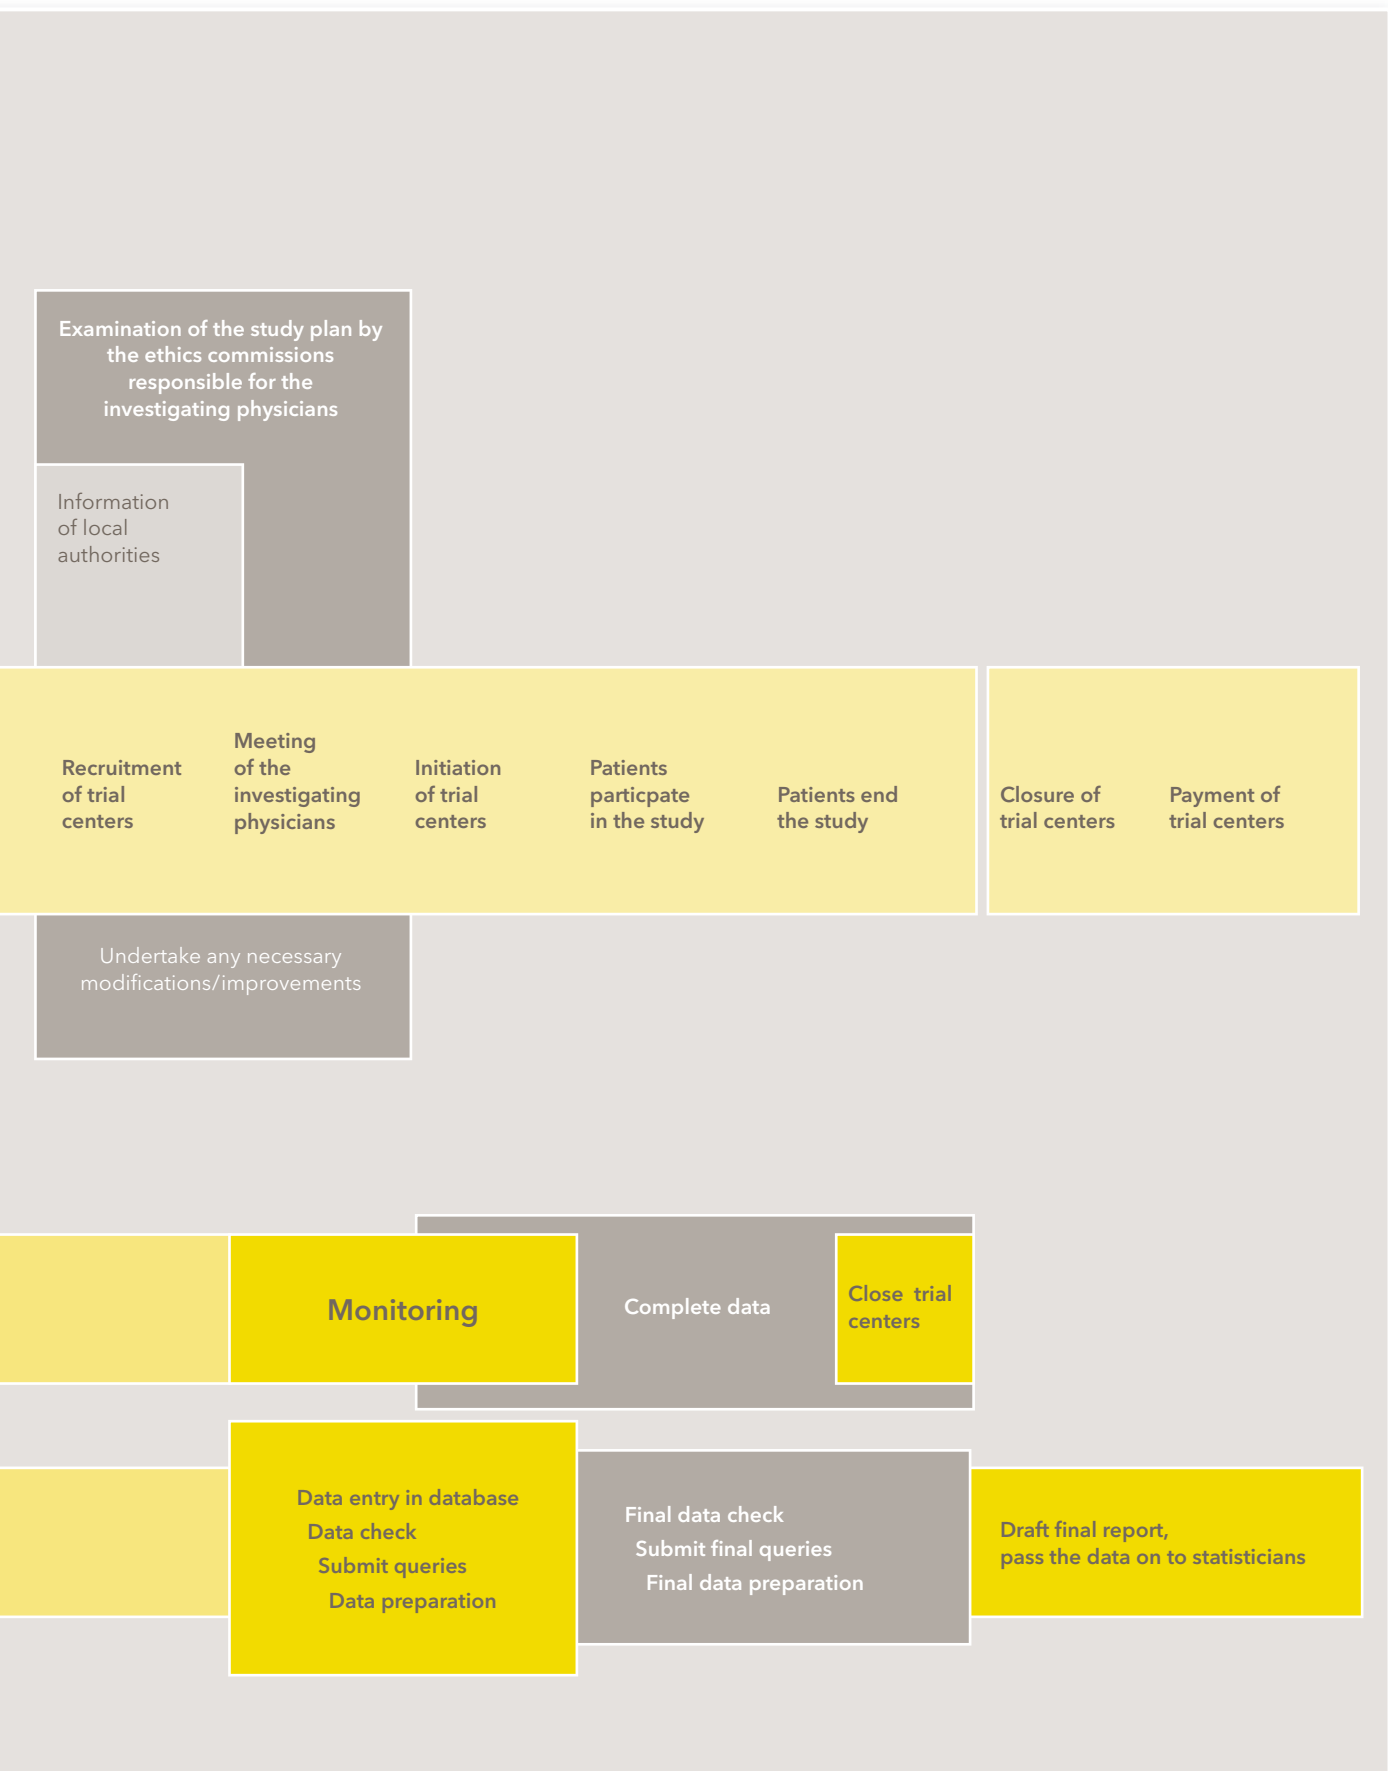 Examination of the study plan by
the ethics commissions
responsible for the
investigating physicians
Information
of local
authorities
Recruitment
of trial
centers
Meeting
of the
investigating
physicians
Initiation
of trial
centers
Patients
particpate
in the study
Patients end
the study
Closure of
trial centers
Payment of
trial centers
Undertake any necessary
modifications/improvements
Monitoring
Complete data
Close trial
centers
Data entry in database
Data check
Submit queries
Data preparation
Final data check
Submit final queries
Final data preparation
Draft final report,
pass the data on to statisticians